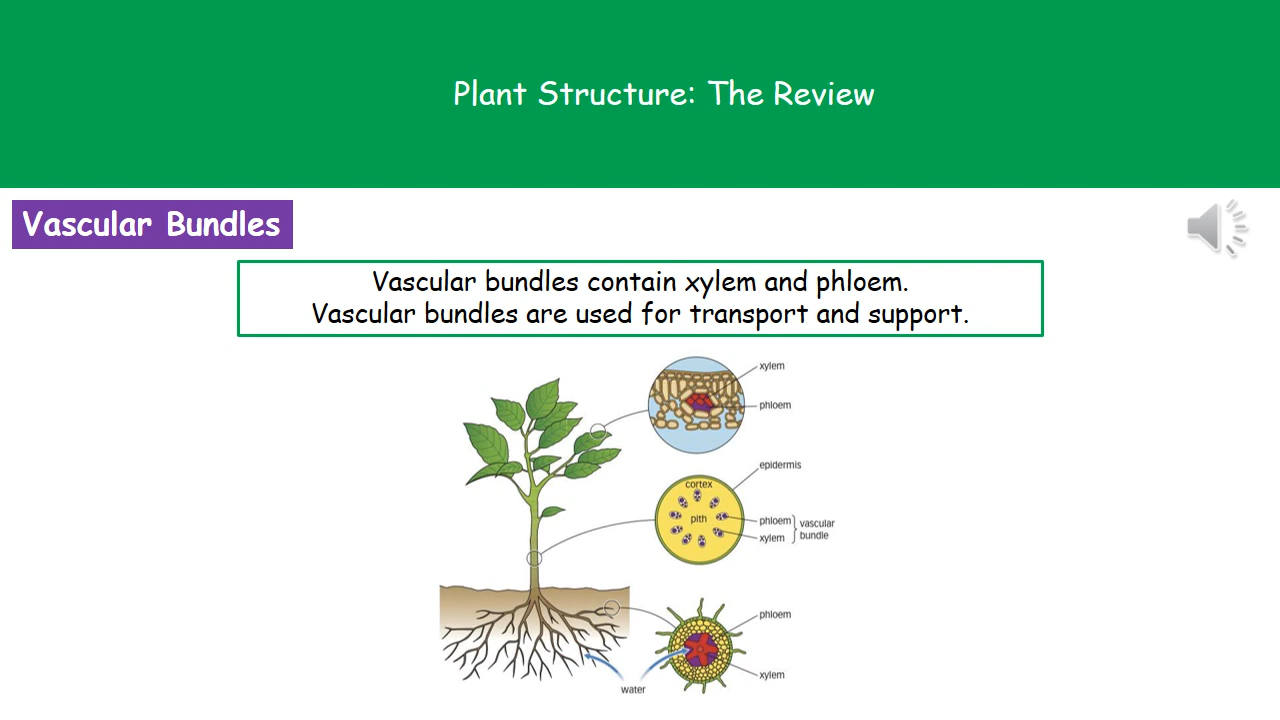 Plant Structure: The Review
Vascular Bundles
Vascular bundles contain xylem and phloem.
Vascular bundles are used for transport and support.
xylem
phloem
epidermis
cortex
pith
phloem
xylem
vascular
bundle
phloem
xylem
water